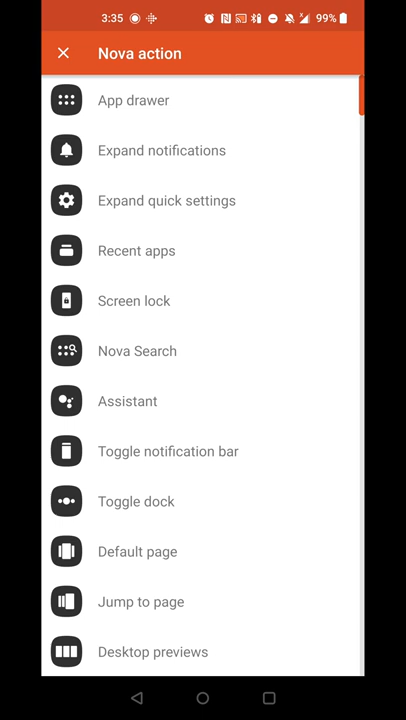 3:35 99%
Nova action
App drawer
Expand notifications
Expand quick settings
Recent apps
Screen lock
Nova Search
Assistant
Toggle notification bar
Toggle dock
Default page
Jump to page
Desktop previews